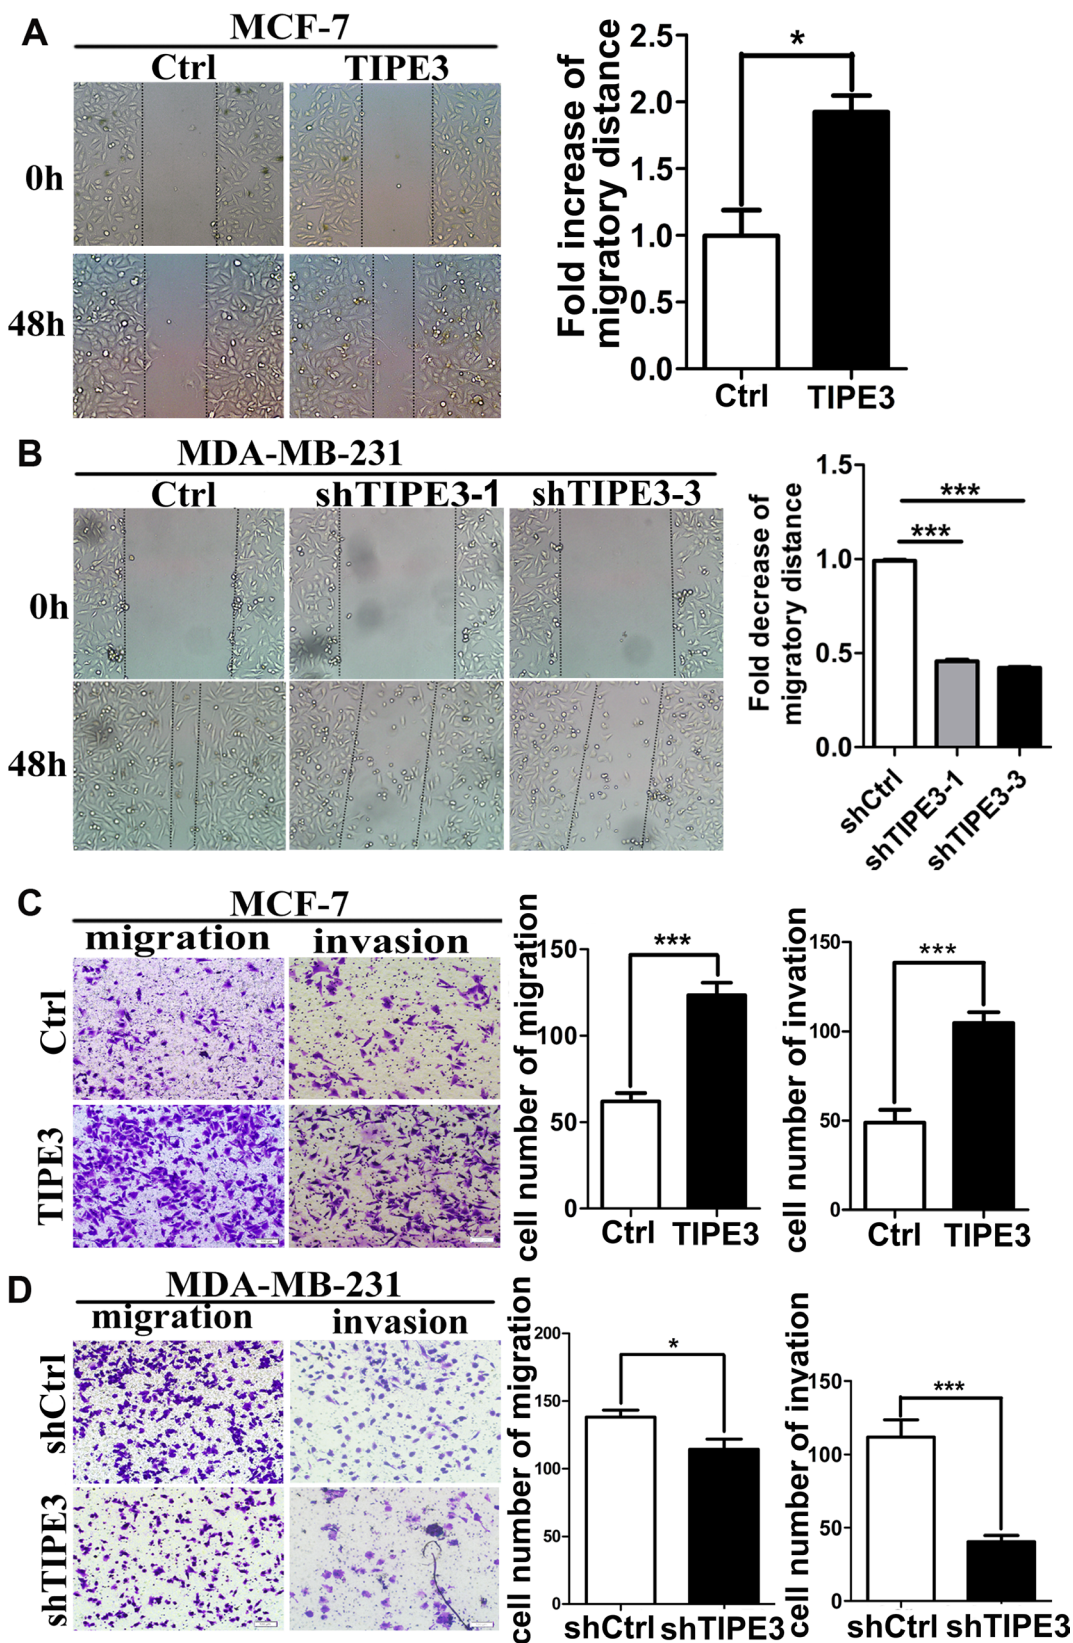 A
MCF-7
Ctrl
TIPE3
0h
48h
Fold increase of
migratory distance
2.5
2.0
1.5
1.0
0.5
0.0
*
Ctrl
TIPE3
B
MDA-MB-231
Ctrl
shTIPE3-1
shTIPE3-3
0h
48h
Fold decrease of
migratory distance
1.5
1.0
0.5
0.0
***
***
shCtrl
shTIPE3-1
shTIPE3-3
C
MCF-7
migration
invasion
Ctrl
TIPE3
cell number of migration
150
100
50
0
***
Ctrl
TIPE3
cell number of invation
150
100
50
0
***
Ctrl
TIPE3
D
MDA-MB-231
migration
invasion
shCtrl
shTIPE3
cell number of migration
200
150
100
50
0
*
shCtrl
shTIPE3
cell number of invation
150
100
50
0
***
shCtrl
shTIPE3